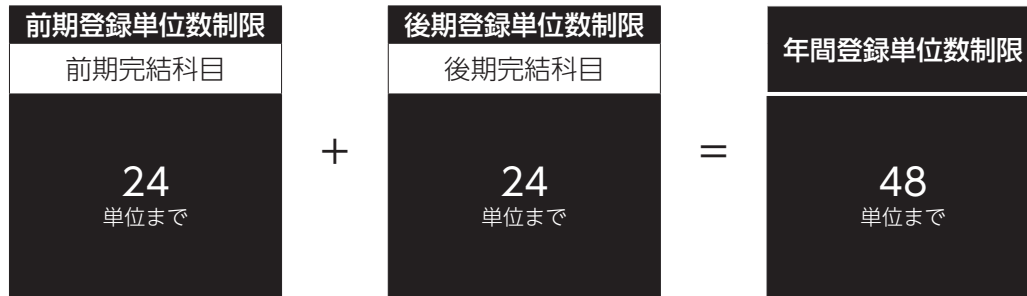 前期登録単位数制限
前期完結科目
24
単位まで
+
後期登録単位数制限
後期完結科目
24
単位まで
=
年間登録単位数制限
48
単位まで